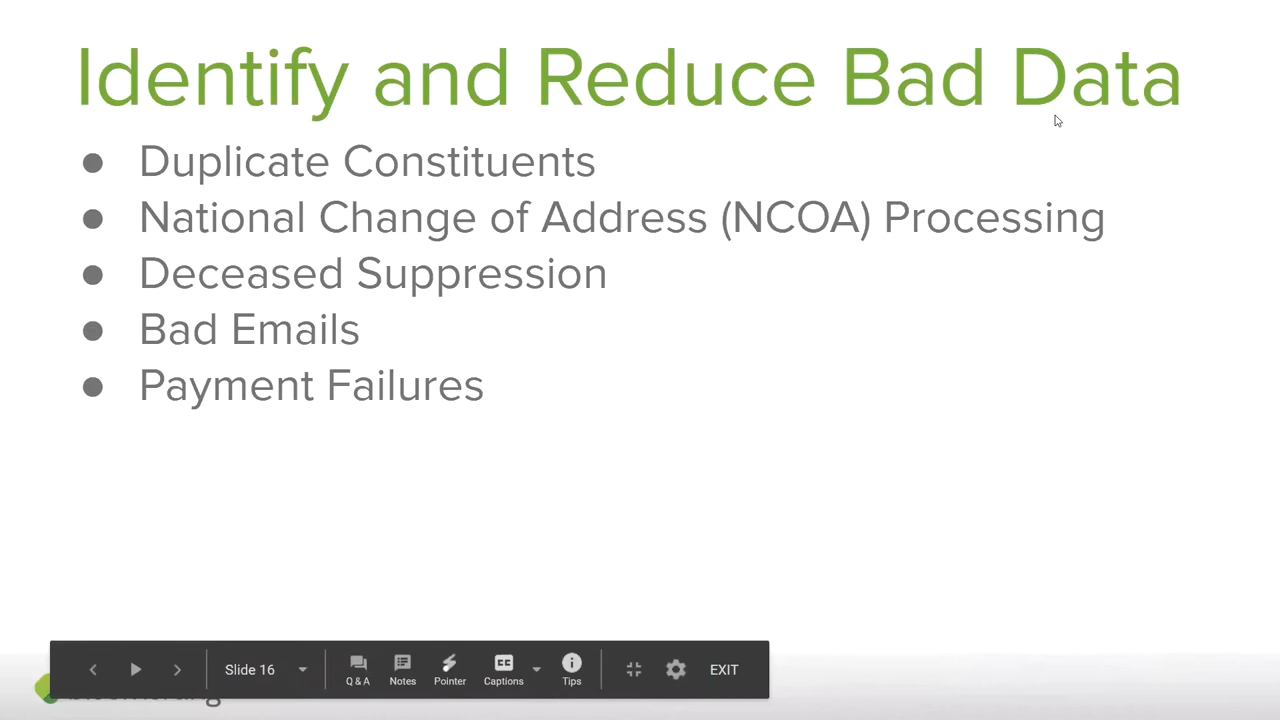 Identify and Reduce Bad Data
● Duplicate Constituents
● National Change of Address (NCOA) Processing
● Deceased Suppression
● Bad Emails
● Payment Failures
Slide 16
Q & A
Notes
Pointer
CC
Captions
Tips
EXIT